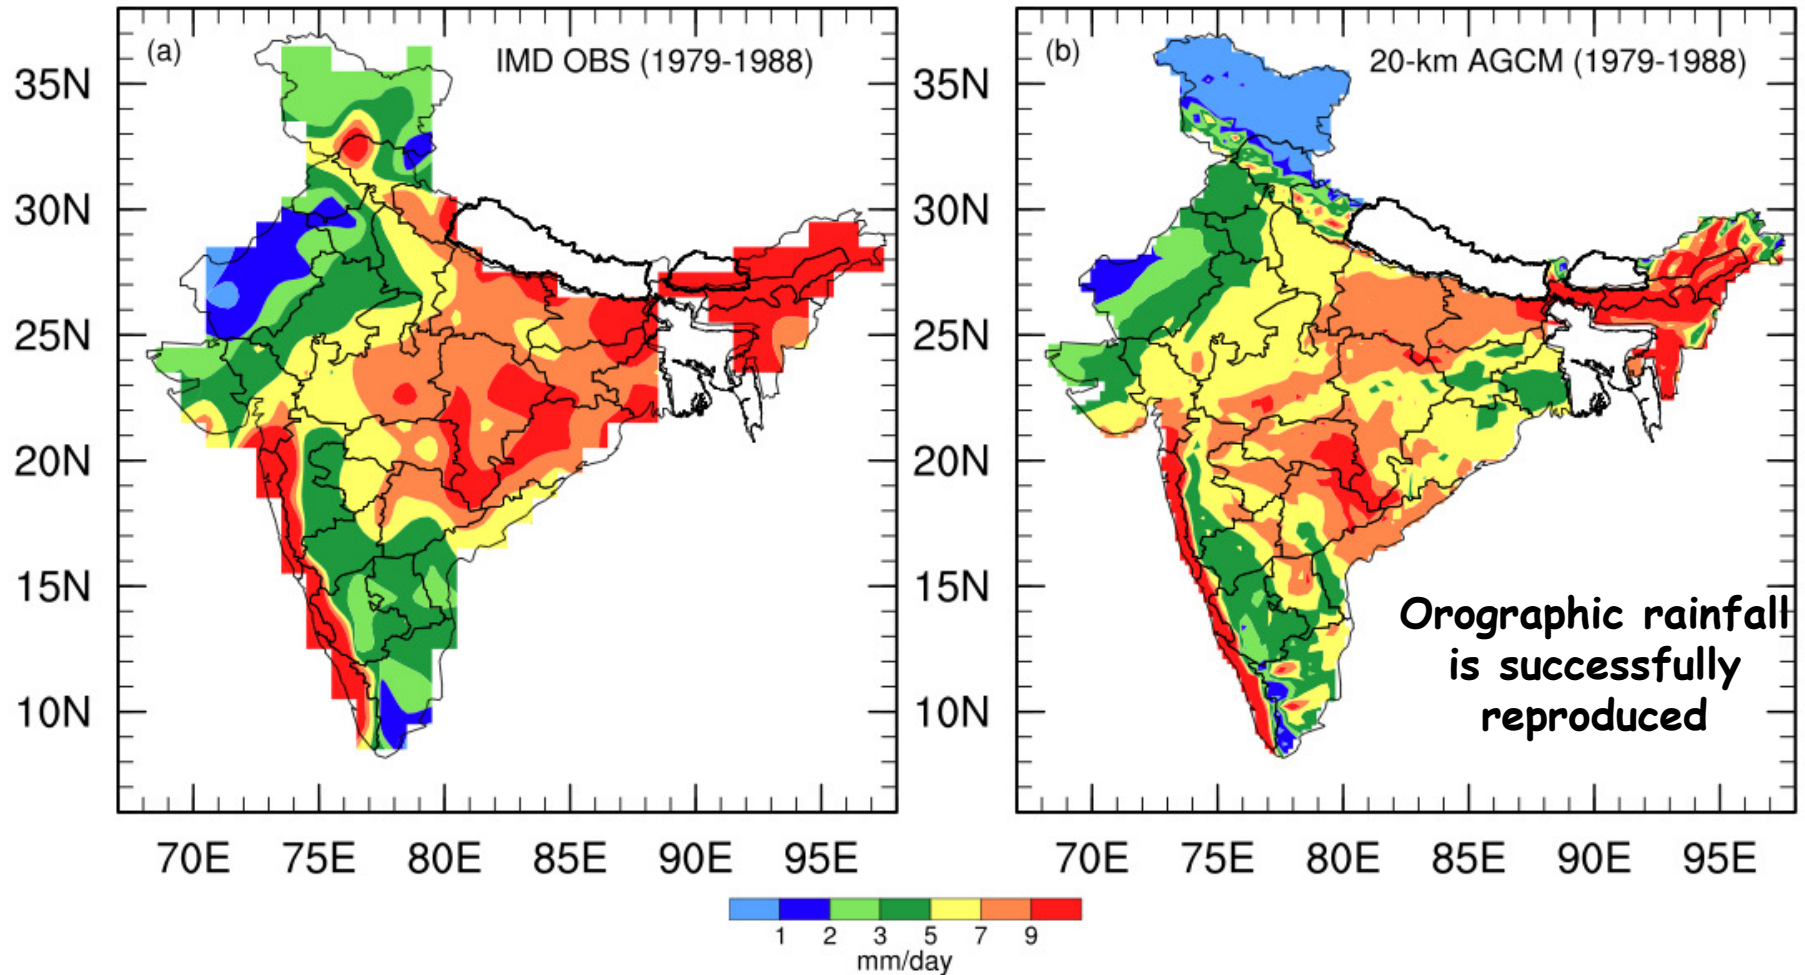 (a) IMD OBS (1979-1988)
35N
30N
25N
20N
15N
10N
70E 75E 80E 85E 90E 95E
(b) 20-km AGCM (1979-1988)
35N
30N
25N
20N
15N
10N
Orographic rainfall
is successfully
reproduced
70E 75E 80E 85E 90E 95E
1 2 3 5 7 9
mm/day